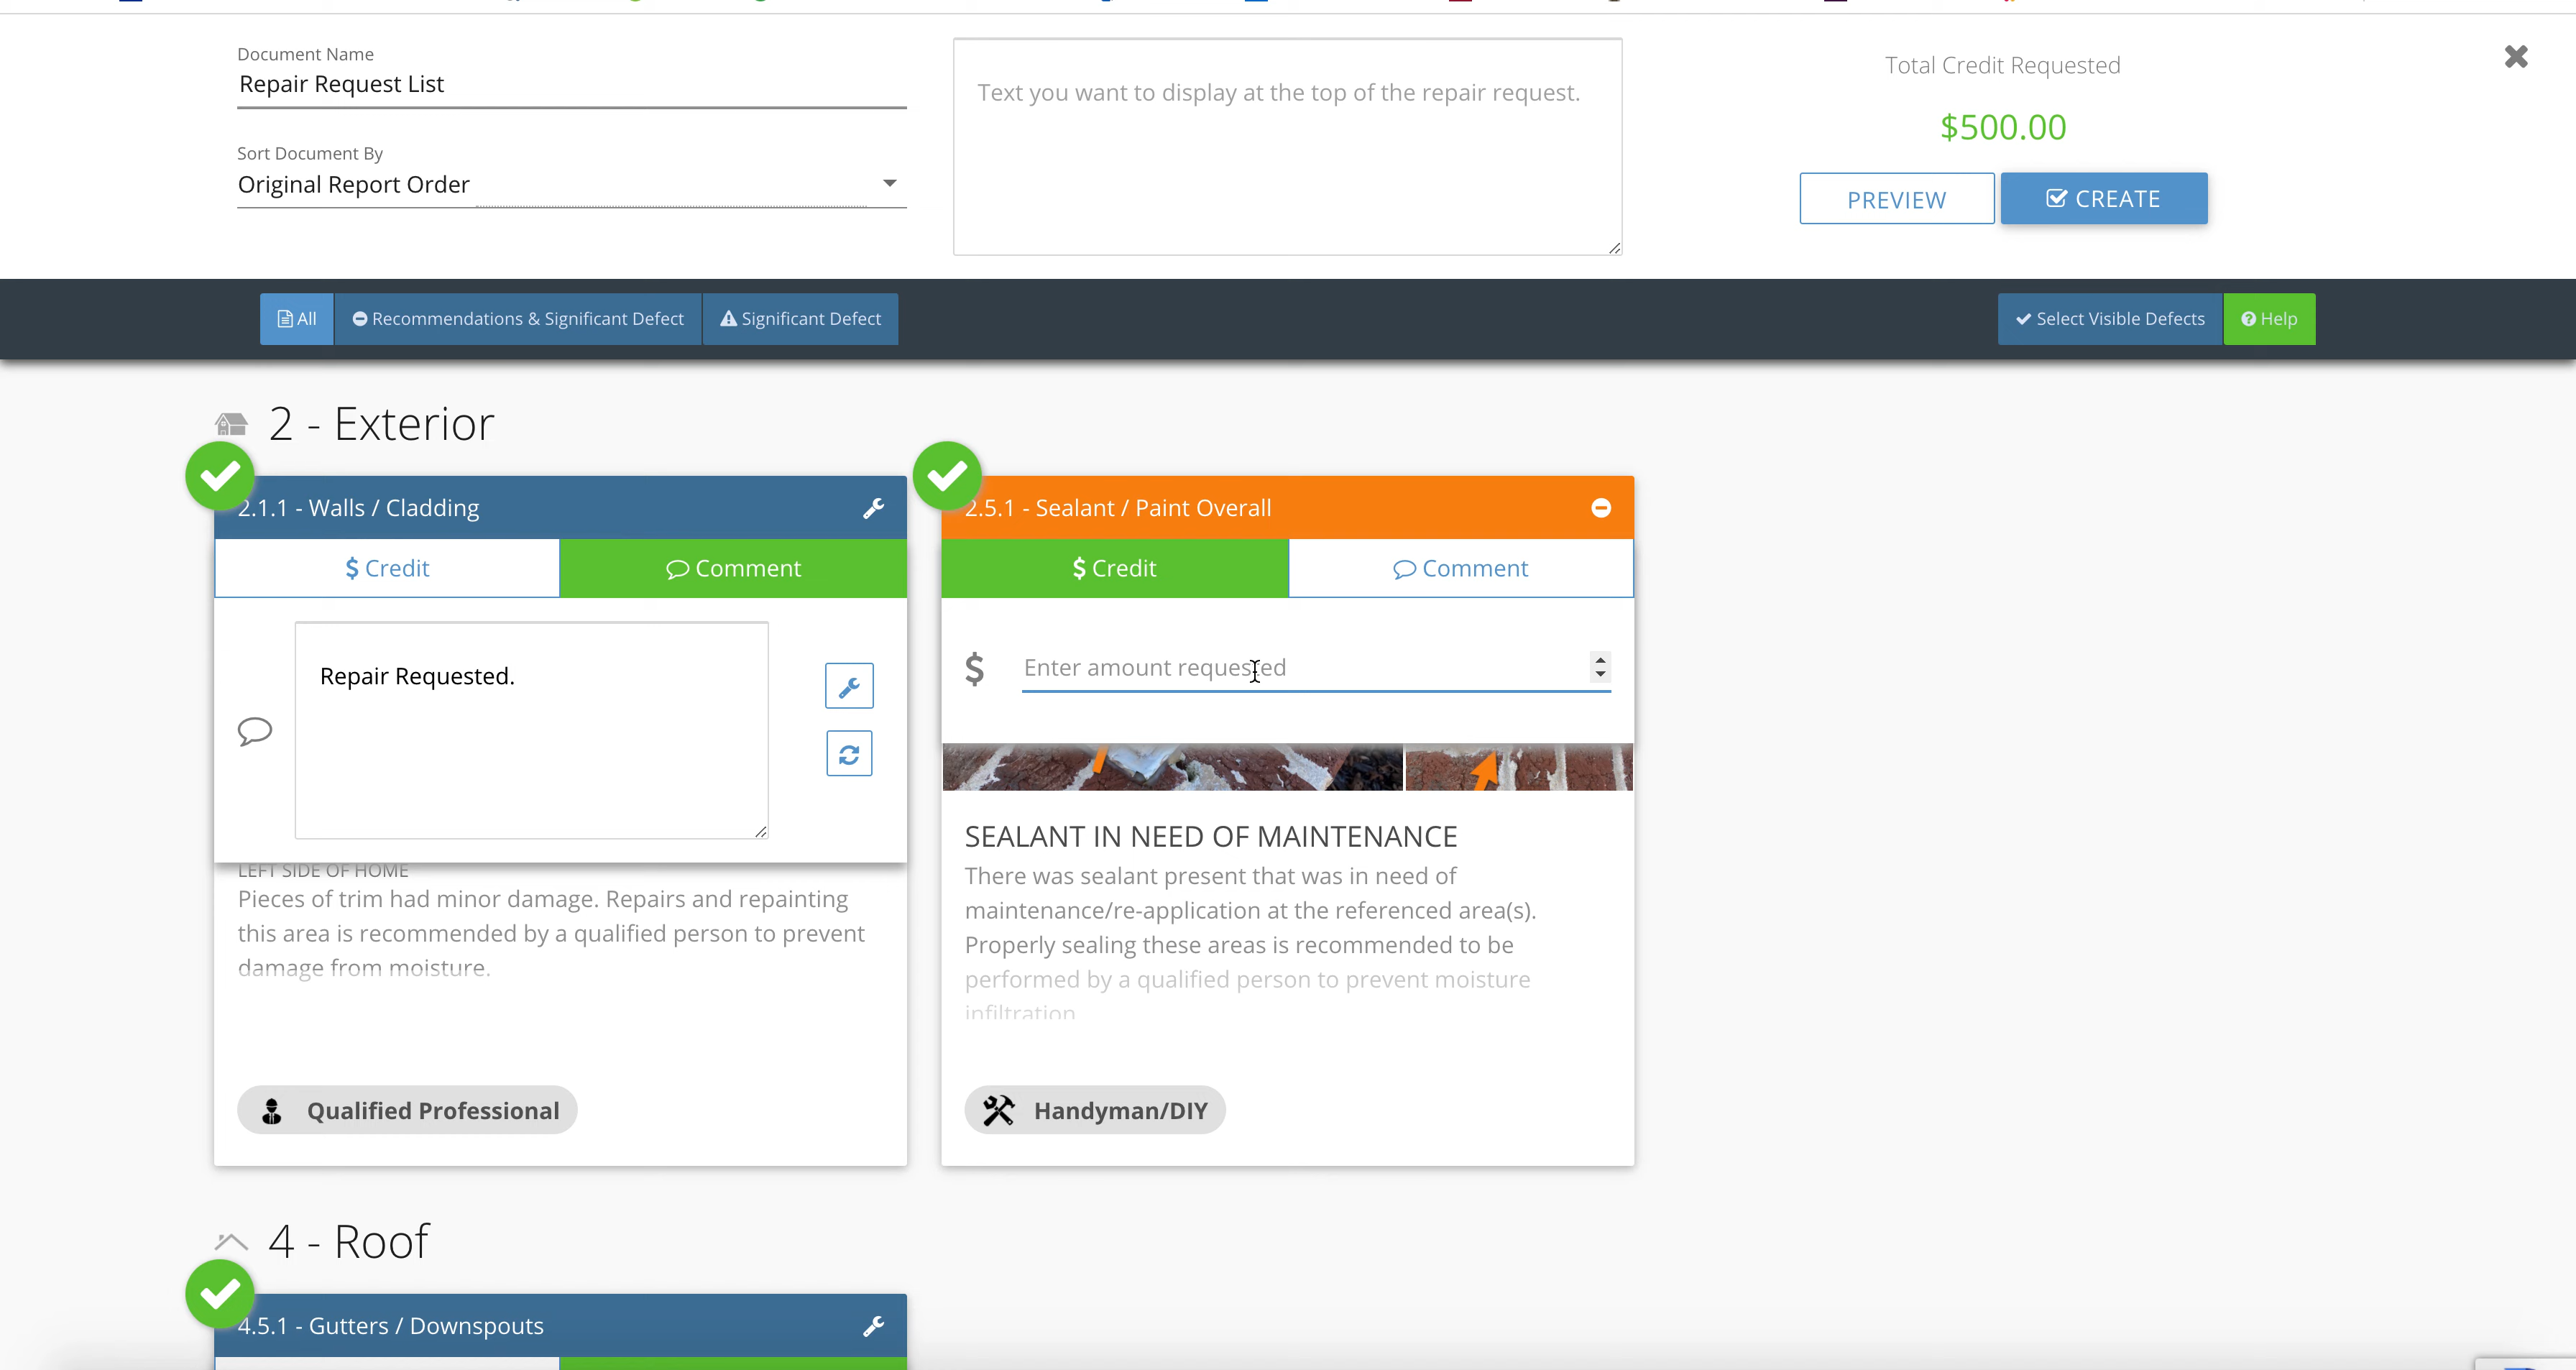 Document Name
Repair Request List
Sort Document By
Original Report Order
Text you want to display at the top of the repair request.
Total Credit Requested
$500.00
PREVIEW
CREATE
All
Recommendations & Significant Defect
Significant Defect
Select Visible Defects
Help
2 - Exterior
2.1.1 - Walls / Cladding
$ Credit
Comment
Repair Requested.
LEFT SIDE OF HOME
Pieces of trim had minor damage. Repairs and repainting
this area is recommended by a qualified person to prevent
damage from moisture.
Qualified Professional
2.5.1 - Sealant / Paint Overall
$ Credit
Comment
$ Enter amount requested
SEALANT IN NEED OF MAINTENANCE
There was sealant present that was in need of
maintenance/re-application at the referenced area(s).
Properly sealing these areas is recommended to be
performed by a qualified person to prevent moisture
infiltration
Handyman/DIY
4 - Roof
4.5.1 - Gutters / Downspouts